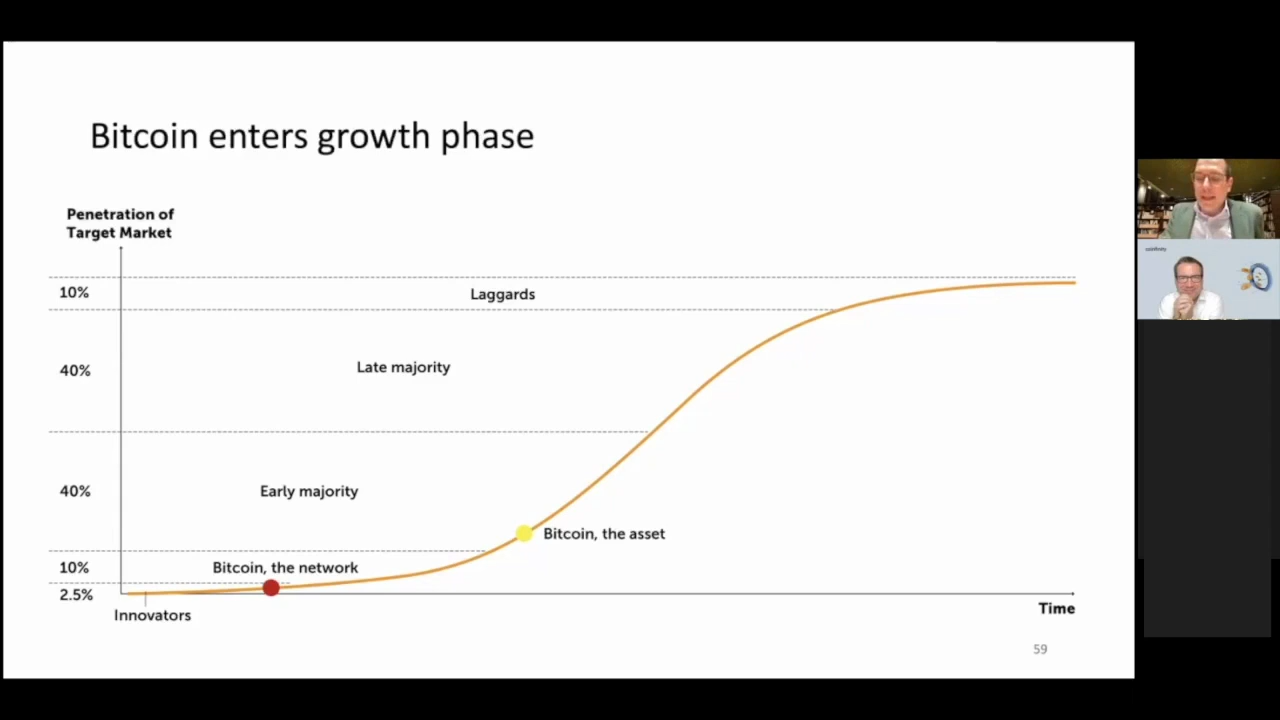 Bitcoin enters growth phase
Penetration of
Target Market
10%
Laggards
40%
Late majority
40%
Early majority
Bitcoin, the asset
10%
Bitcoin, the network
2.5%
Innovators
Time
59
coinfinity